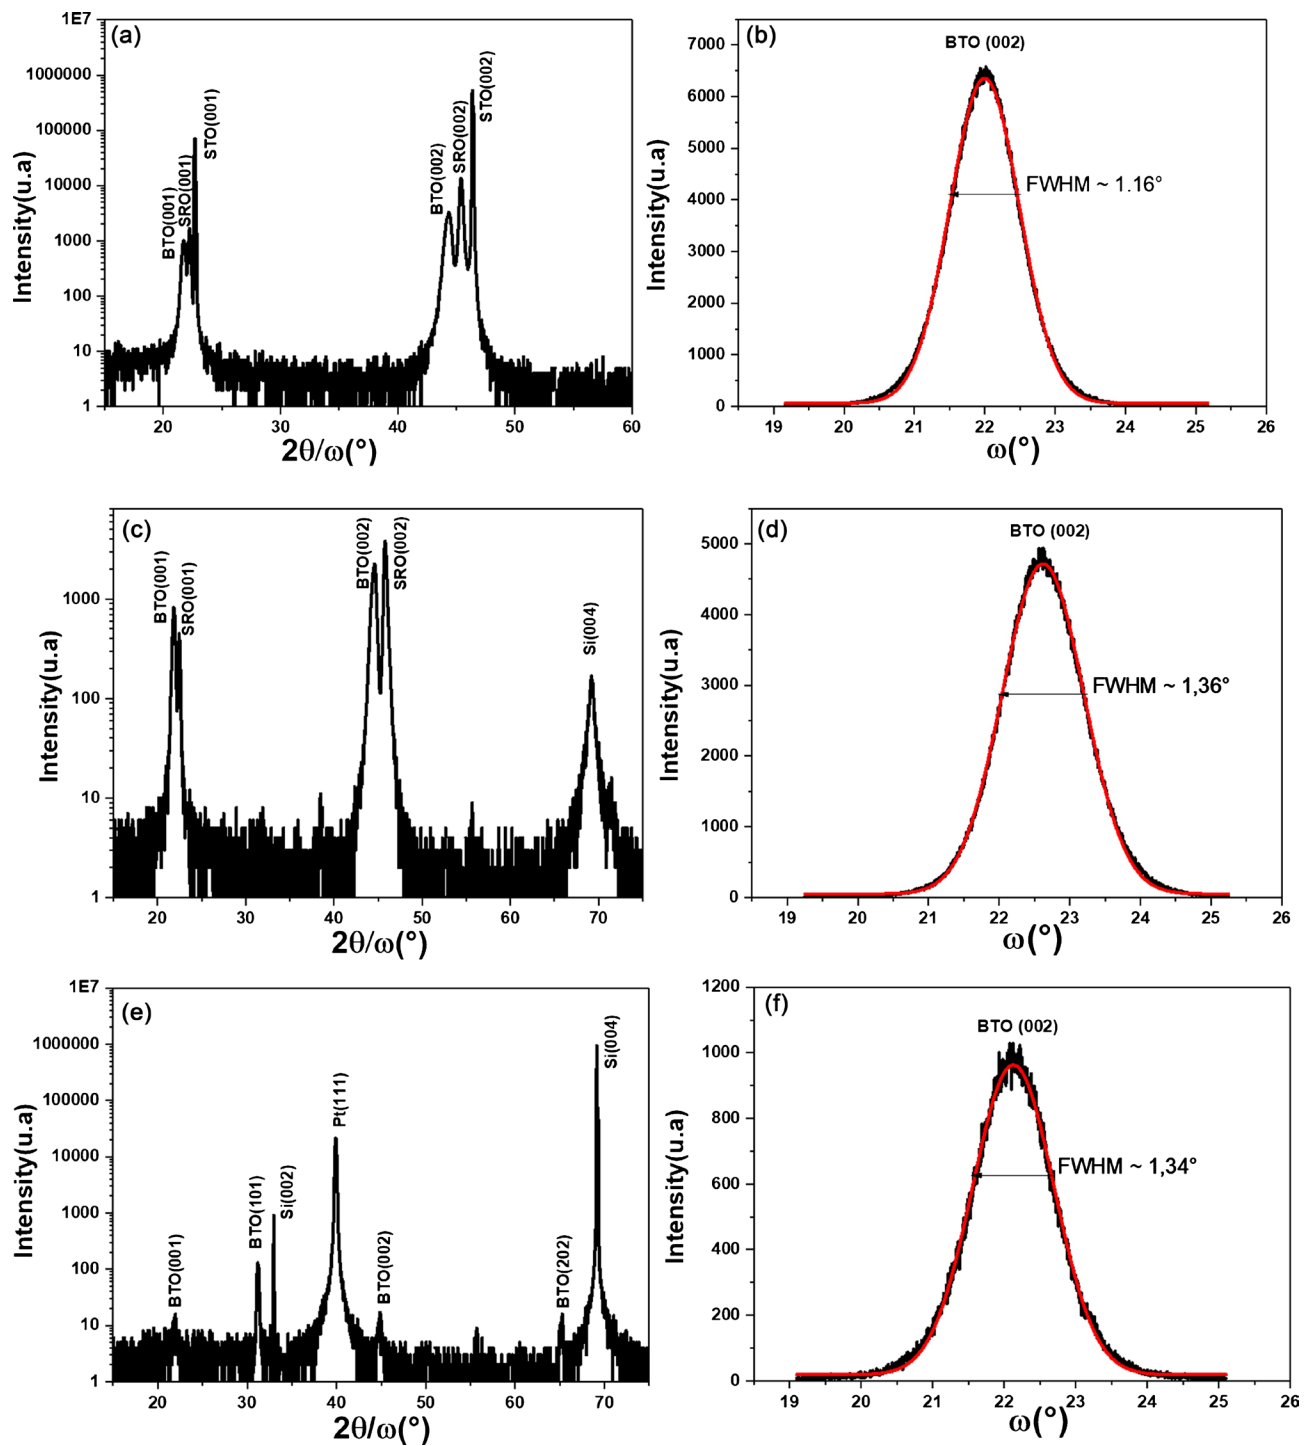 (a)
1E7
1000000
100000
10000
1000
100
10
1
Intensity(u.a)
BTO(001)
SRO(001)
STO(001)
BTO(002)
SRO(002)
STO(002)
20 30 40 50 60
2θ/ω(°)
(b)
BTO (002)
7000
6000
5000
4000
3000
2000
1000
0
Intensity(u.a)
FWHM ~ 1.16°
19 20 21 22 23 24 25 26
ω(°)
(c)
1000
100
10
1
Intensity(u.a)
BTO(001)
SRO(001)
BTO(002)
SRO(002)
Si(004)
20 30 40 50 60 70
2θ/ω(°)
(d)
BTO (002)
5000
4000
3000
2000
1000
0
Intensity(u.a)
FWHM ~ 1,36°
19 20 21 22 23 24 25 26
ω(°)
(e)
1E7
1000000
100000
10000
1000
100
10
1
Intensity(u.a)
BTO(001)
BTO(101)
Si(002)
Pt(111)
BTO(002)
BTO(202)
Si(004)
20 30 40 50 60 70
2θ/ω(°)
(f)
BTO (002)
1200
1000
800
600
400
200
0
Intensity(u.a)
FWHM ~ 1,34°
19 20 21 22 23 24 25 26
ω(°)